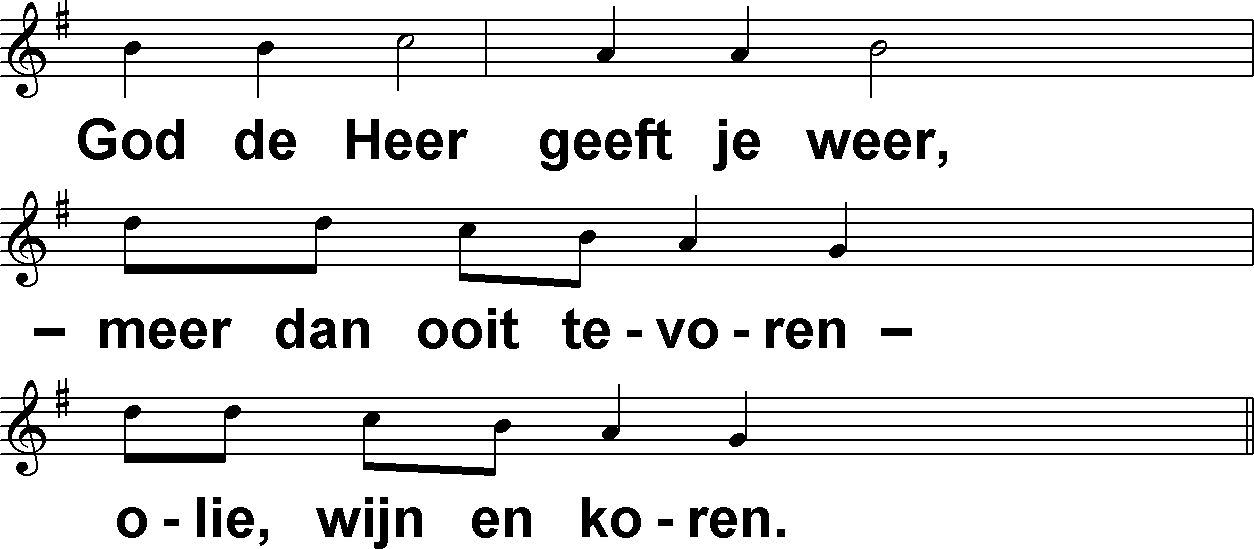 God de Heer geeft je weer,
– meer dan ooit te - vo - ren –
o - lie, wijn en ko - ren.